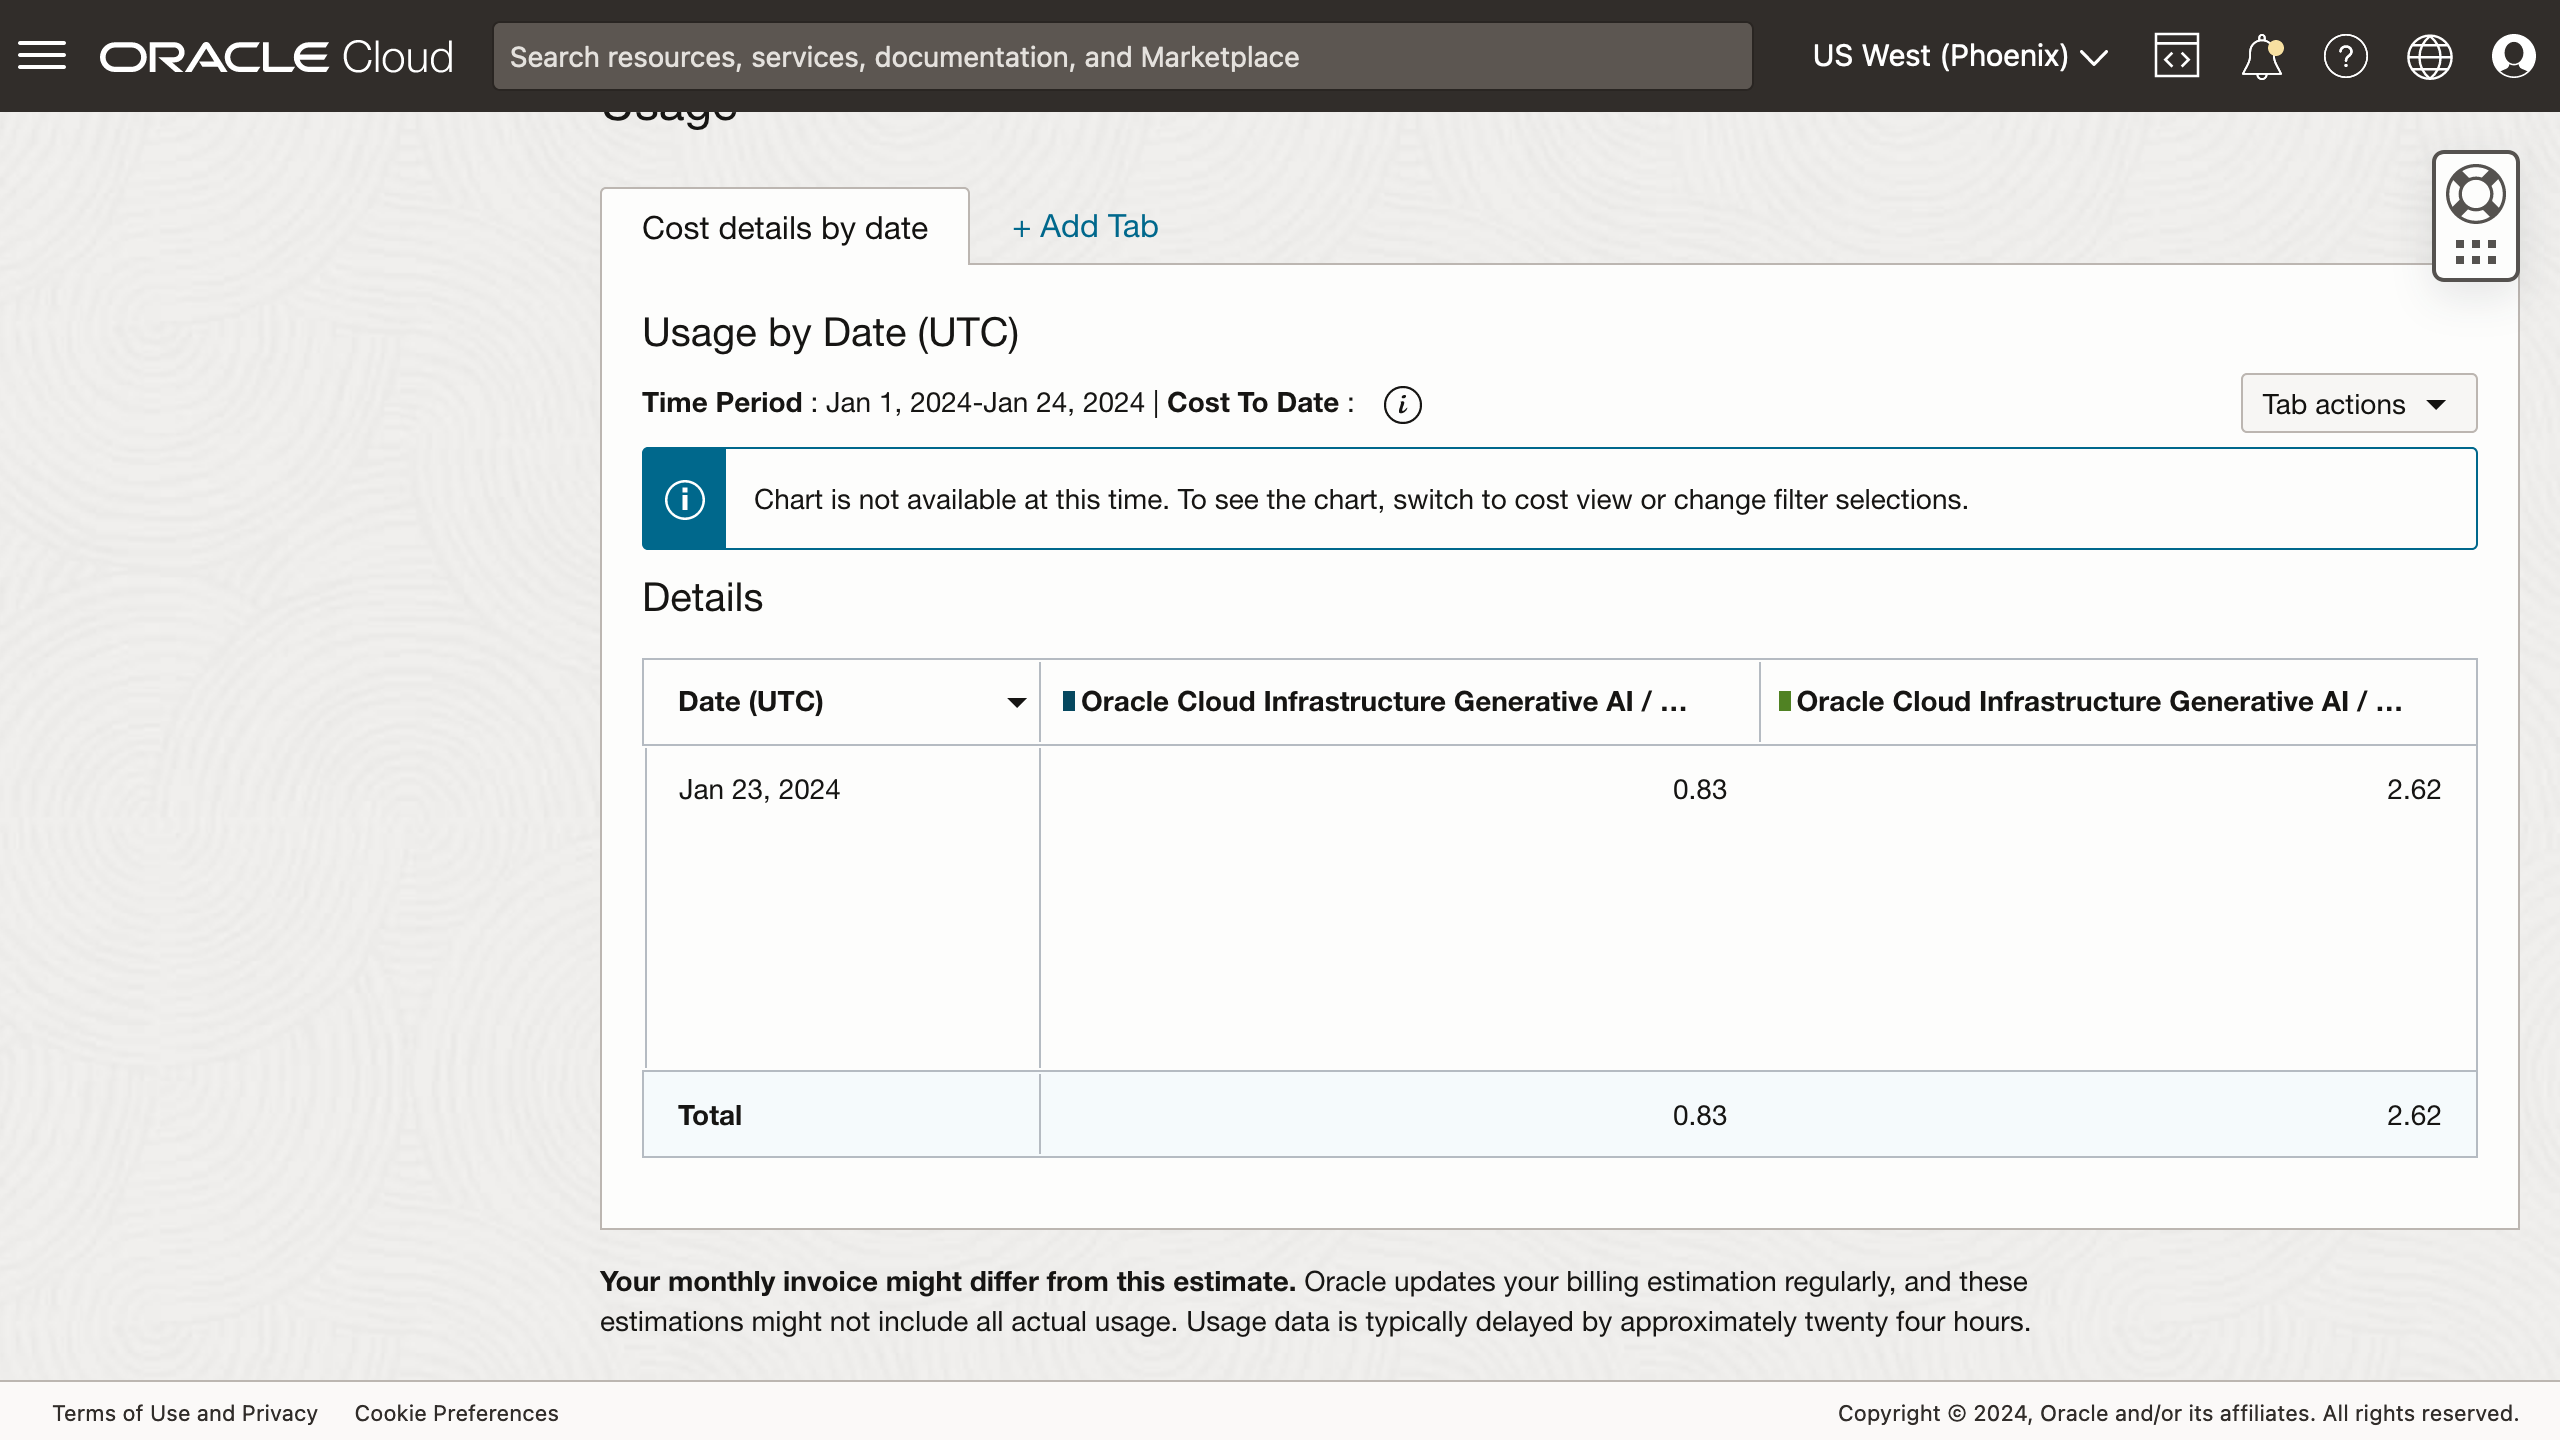 ORACLE Cloud
Search resources, services, documentation, and Marketplace
US West (Phoenix)
Usage
Cost details by date
+ Add Tab
Usage by Date (UTC)
Time Period : Jan 1, 2024-Jan 24, 2024 | Cost To Date :
Tab actions
Chart is not available at this time. To see the chart, switch to cost view or change filter selections.
Details
Date (UTC) Oracle Cloud Infrastructure Generative AI / ... Oracle Cloud Infrastructure Generative AI / ...
Jan 23, 2024 0.83 2.62
Total 0.83 2.62
Your monthly invoice might differ from this estimate. Oracle updates your billing estimation regularly, and these
estimations might not include all actual usage. Usage data is typically delayed by approximately twenty four hours.
Terms of Use and Privacy Cookie Preferences
Copyright © 2024, Oracle and/or its affiliates. All rights reserved.